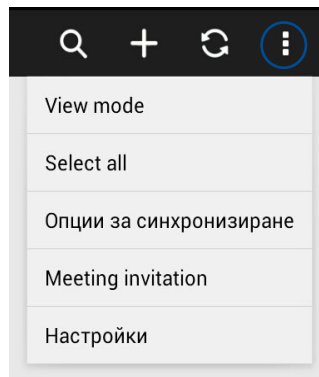 View mode
Select all
Опции за синхронизиране
Meeting invitation
Настройки